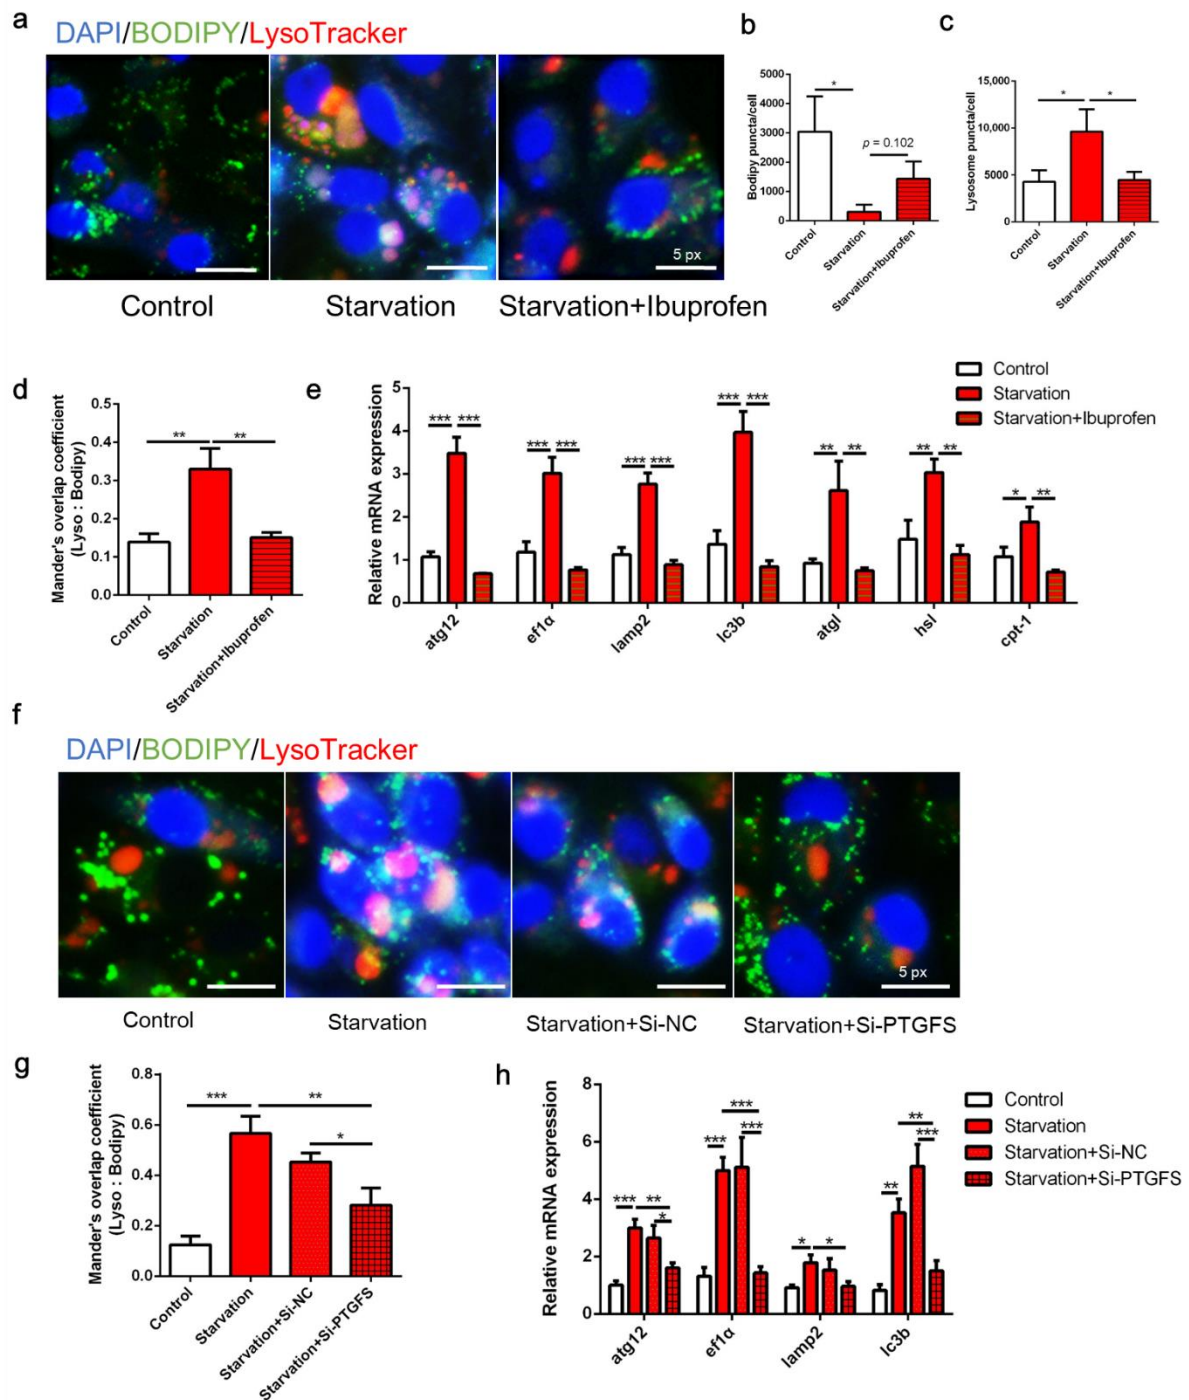 a
DAPI/BODIPY/LysoTracker
5 px
Control
Starvation
Starvation+Ibuprofen
b
Bodipy puncta/cell
5000
4000
3000
2000
1000
0
*
p = 0.102
Control
Starvation
Starvation+Ibuprofen
c
Lysosome puncta/cell
15,000
10,000
5000
0
* *
Control
Starvation
Starvation+Ibuprofen
d
Mander's overlap coefficient
(Lyso : Bodipy)
0.5
0.4
0.3
0.2
0.1
0.0
** **
Control
Starvation
Starvation+Ibuprofen
e
Relative mRNA expression
5
4
3
2
1
0
*** ***
*** ***
*** ***
*** ***
** **
** **
* **
atg12
ef1α
lamp2
lc3b
atgl
hsl
cpt-1
Control
Starvation
Starvation+Ibuprofen
f
DAPI/BODIPY/LysoTracker
5 px
Control
Starvation
Starvation+Si-NC
Starvation+Si-PTGFS
g
Mander's overlap coefficient
(Lyso : Bodipy)
0.8
0.6
0.4
0.2
0.0
*** **
*
Control
Starvation
Starvation+Si-NC
Starvation+Si-PTGFS
h
Relative mRNA expression
8
6
4
2
0
*** **
*
***
*** ***
* *
**
** ***
atg12
ef1α
lamp2
lc3b
Control
Starvation
Starvation+Si-NC
Starvation+Si-PTGFS